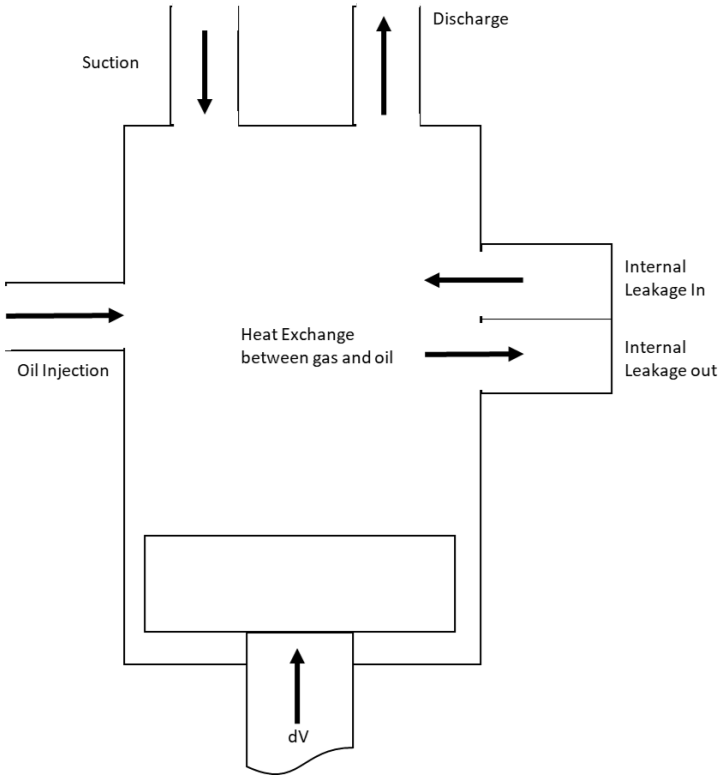 Discharge
Suction
Internal
Leakage In
Heat Exchange
between gas and oil
Internal
Leakage out
Oil Injection
dV